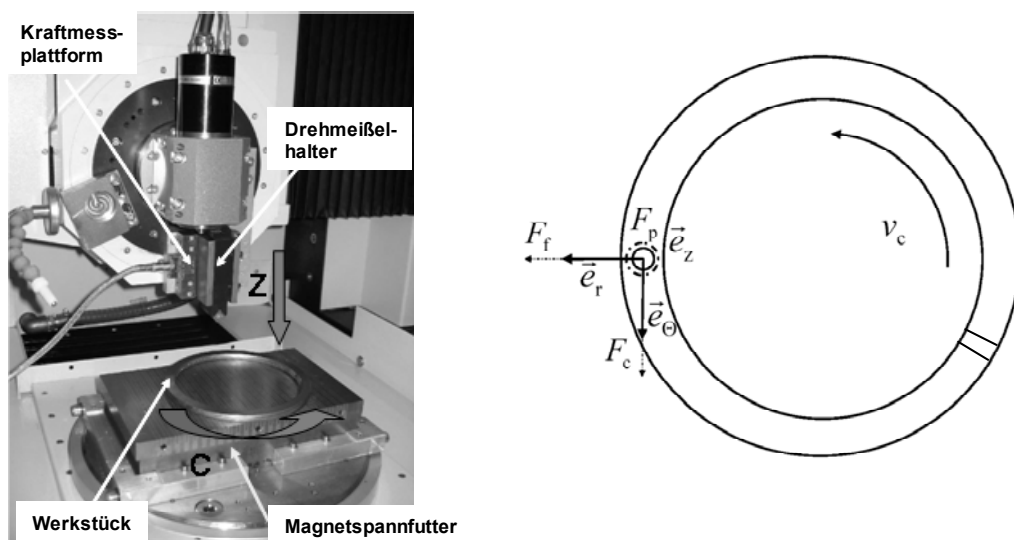 Kraftmess-
plattform
Drehmeißel-
halter
Z
C
Werkstück
Magnetspannfutter
F_f
F_p
e_z
e_r
e_Θ
F_c
v_c